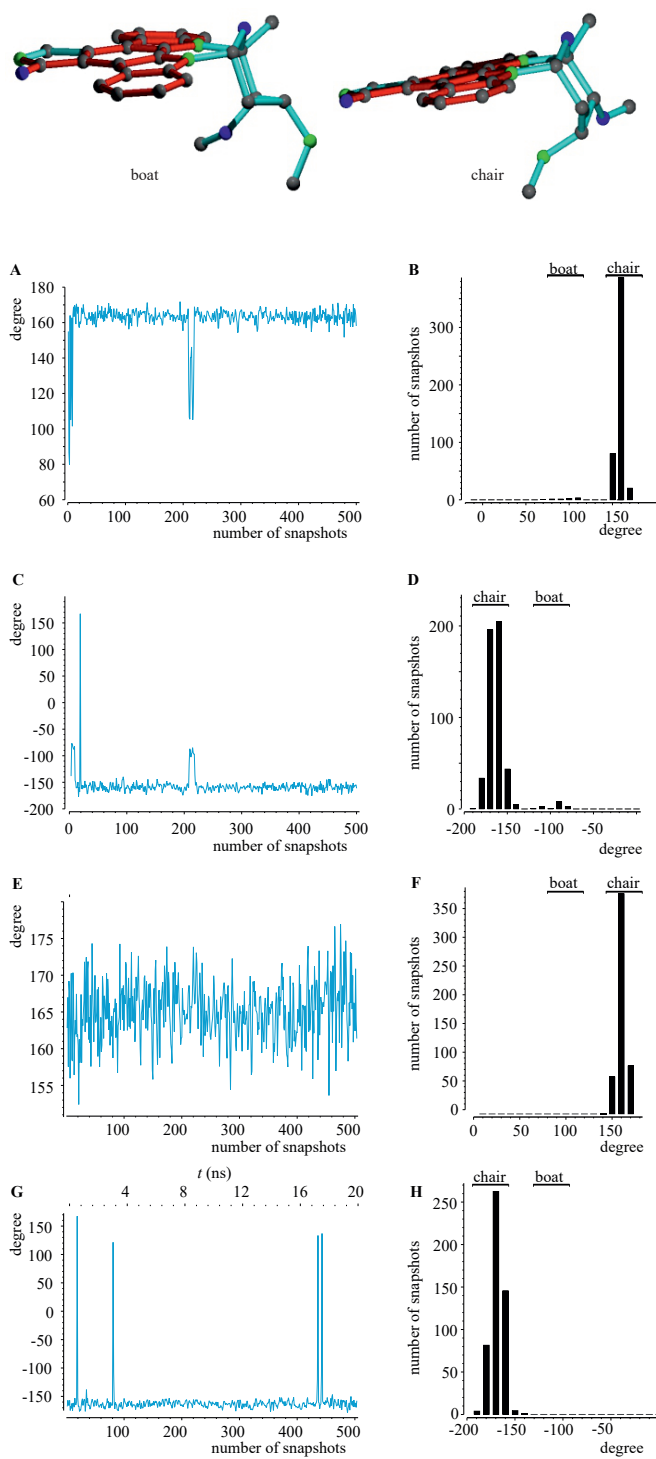 boat
chair
A
degree
180
160
140
120
100
80
60
0
100
200
300
400
500
number of snapshots
B
boat
chair
number of snapshots
300
200
100
0
0
50
100
150
degree
C
degree
150
100
50
0
-50
-100
-150
-200
0
100
200
300
400
500
number of snapshots
D
chair
boat
number of snapshots
200
100
0
-200
-150
-100
-50
degree
E
degree
175
170
165
160
155
100
200
300
400
500
number of snapshots
F
boat
chair
number of snapshots
350
300
250
200
150
100
50
0
0
50
100
150
degree
t (ns)
G
0
4
8
12
16
20
degree
150
100
50
0
-50
-100
-150
100
200
300
400
500
number of snapshots
H
chair
boat
number of snapshots
250
200
150
100
50
0
-200
-100
-50
degree